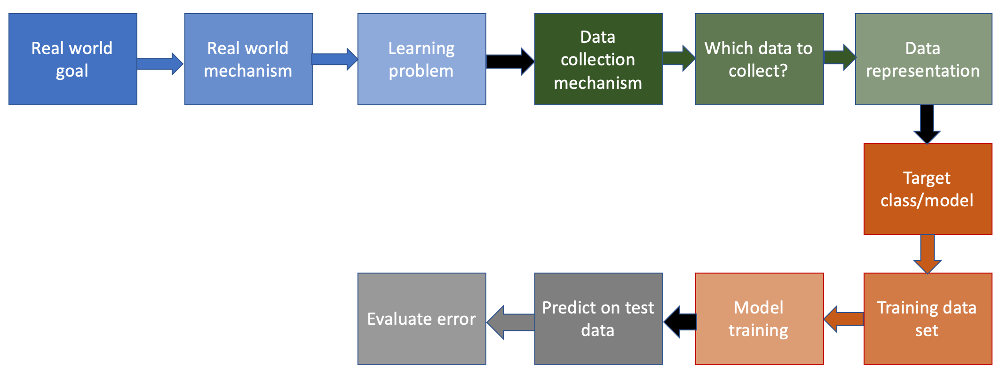 Real world
goal
Real world
mechanism
Learning
problem
Data
collection
mechanism
Which data to
collect?
Data
representation
Target
class/model
Training data
set
Model
training
Predict on test
data
Evaluate error